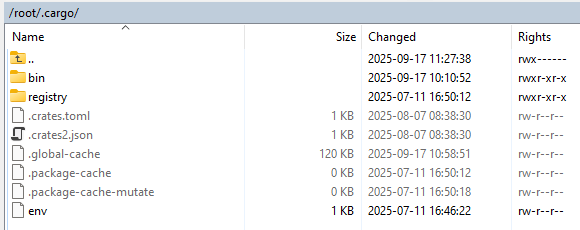 /root/.cargo/
Name Size Changed Rights
.. 2025-09-17 11:27:38 rwx------
bin 2025-09-17 10:10:52 rwxr-xr-x
registry 2025-07-11 16:50:12 rwxr-xr-x
.crates.toml 1 KB 2025-08-07 08:38:30 rw-r--r--
.crates2.json 1 KB 2025-08-07 08:38:30 rw-r--r--
.global-cache 120 KB 2025-09-17 10:58:51 rw-r--r--
.package-cache 0 KB 2025-07-11 16:50:12 rw-r--r--
.package-cache-mutate 0 KB 2025-07-11 16:50:18 rw-r--r--
env 1 KB 2025-07-11 16:46:22 rw-r--r--